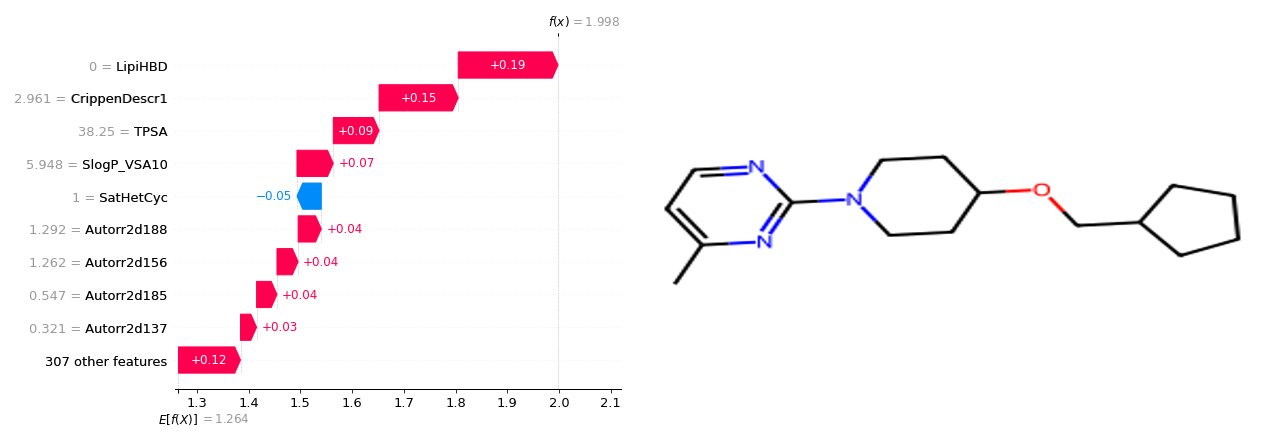 f(x) = 1.998
0 = LipiHBD +0.19
2.961 = CrippenDescr1 +0.15
38.25 = TPSA +0.09
5.948 = SlogP_VSA10 +0.07
1 = SatHetCyc −0.05
1.292 = Autorr2d188 +0.04
1.262 = Autorr2d156 +0.04
0.547 = Autorr2d185 +0.04
0.321 = Autorr2d137 +0.03
307 other features +0.12
1.3 1.4 1.5 1.6 1.7 1.8 1.9 2.0 2.1
E[f(X)] = 1.264
N
N
N
O